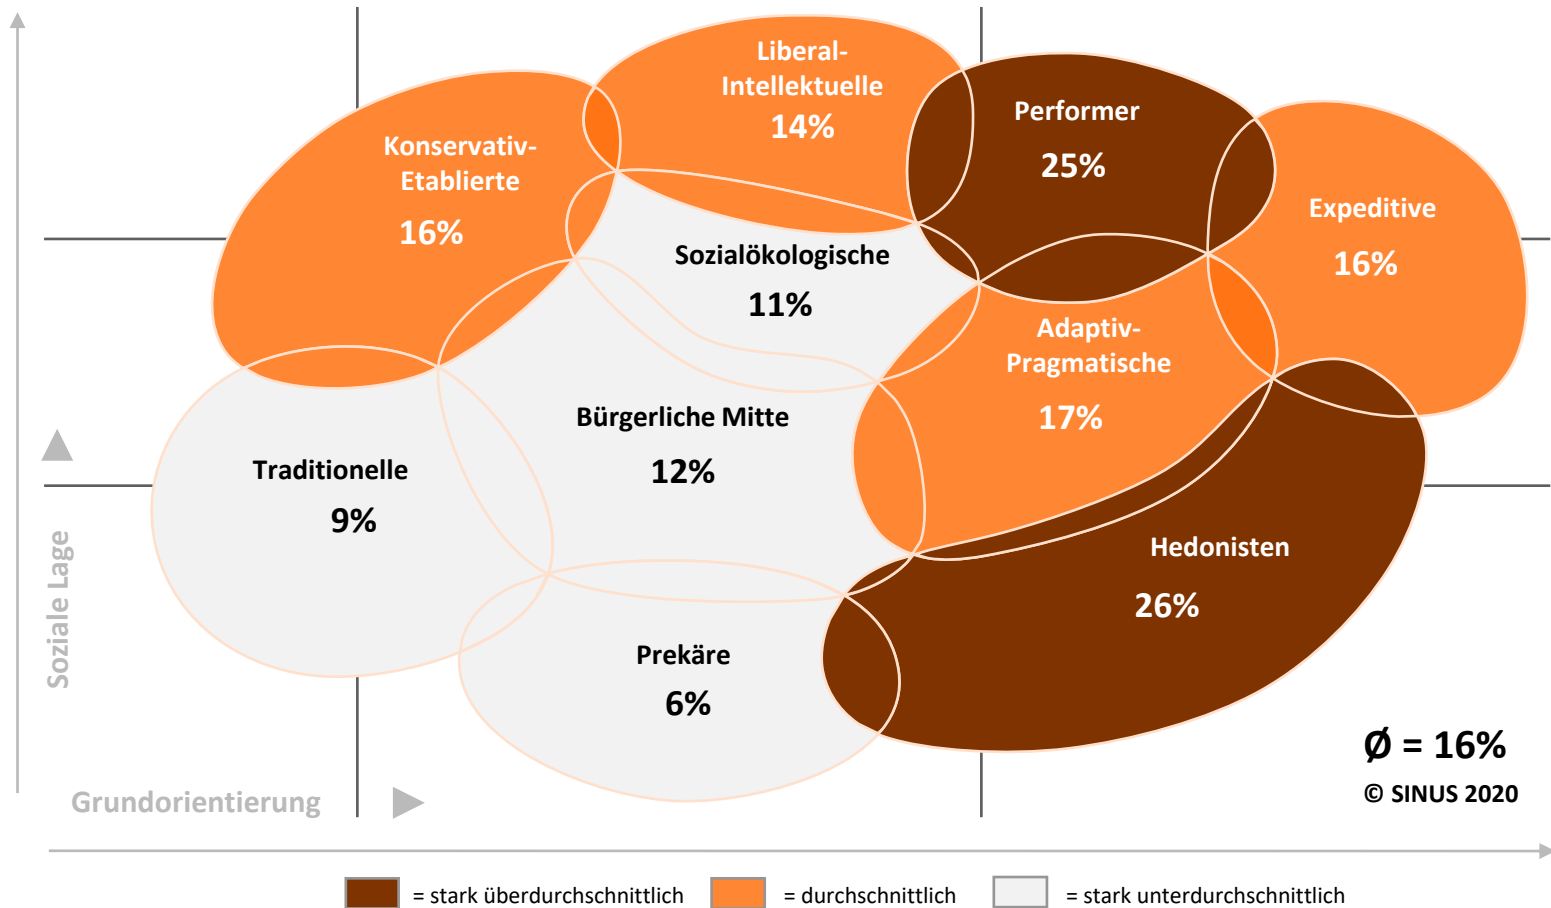 Liberal-
Intellektuelle
14%
Performer
25%
Konservativ-
Etablierte
16%
Expeditive
16%
Sozialökologische
11%
Adaptiv-
Pragmatische
17%
Bürgerliche Mitte
12%
Traditionelle
9%
Hedonisten
26%
Prekäre
6%
Soziale Lage
Grundorientierung
Ø = 16%
© SINUS 2020
= stark überdurchschnittlich
= durchschnittlich
= stark unterdurchschnittlich